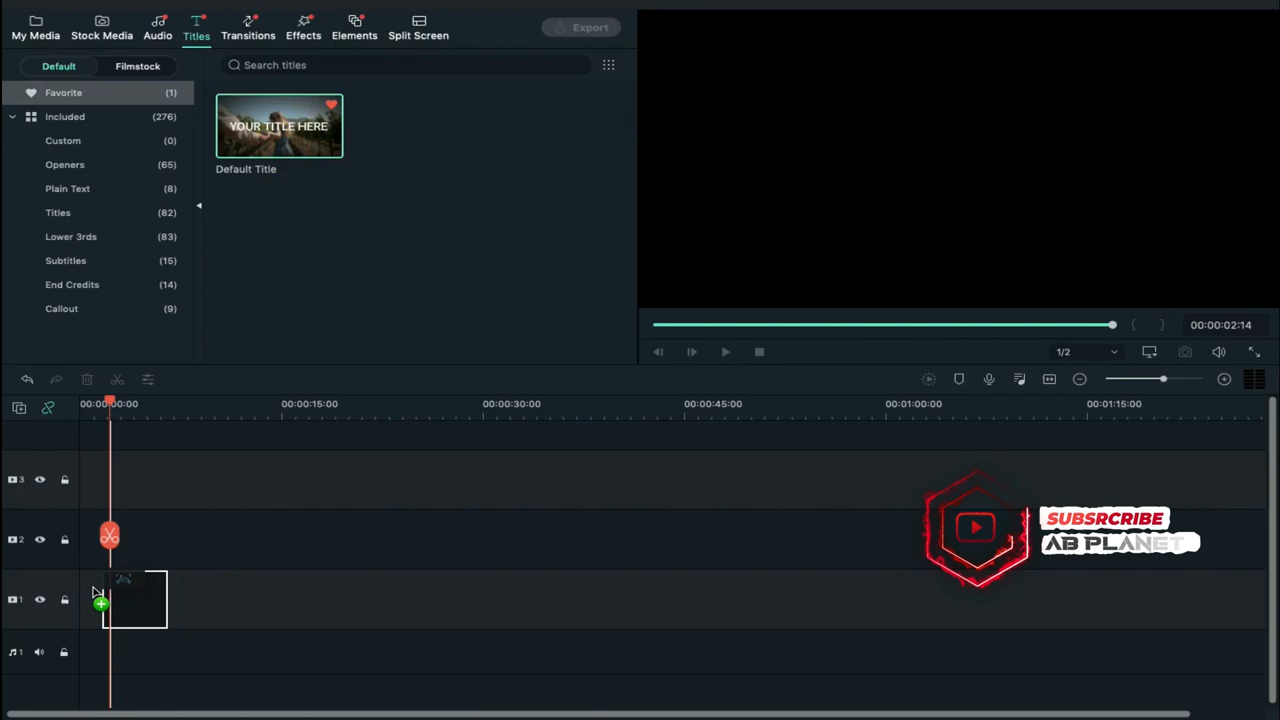 My Media Stock Media Audio Titles Transitions Effects Elements Split Screen Export
Default Filmstock Search titles
Favorite (1)
Included (276)
Custom (0)
Openers (65)
Plain Text (8)
Titles (82)
Lower 3rds (83)
Subtitles (15)
End Credits (14)
Callout (9)
YOUR TITLE HERE
Default Title
{ } 00:00:02:14
1/2
00:00:00:00 00:00:15:00 00:00:30:00 00:00:45:00 00:01:00:00 00:01:15:00
3
2
1
1
SUBSRCRIBE
AB PLANET